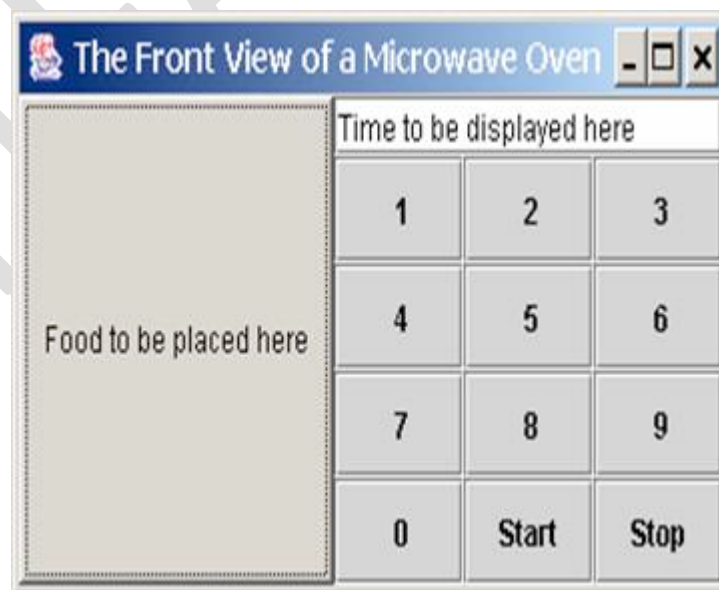 The Front View of a Microwave Oven
Time to be displayed here
1 2 3
4 5 6
Food to be placed here
7 8 9
0 Start Stop